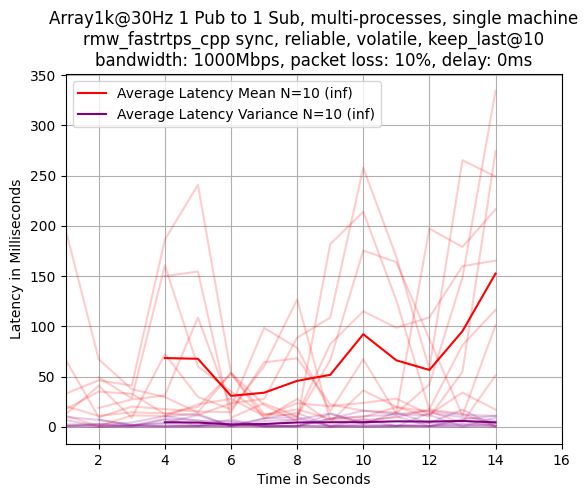 Array1k@30Hz 1 Pub to 1 Sub, multi-processes, single machine
rmw_fastrtps_cpp sync, reliable, volatile, keep_last@10
bandwidth: 1000Mbps, packet loss: 10%, delay: 0ms
Average Latency Mean N=10 (inf)
Average Latency Variance N=10 (inf)
Latency in Milliseconds
350
300
250
200
150
100
50
0
2 4 6 8 10 12 14 16
Time in Seconds